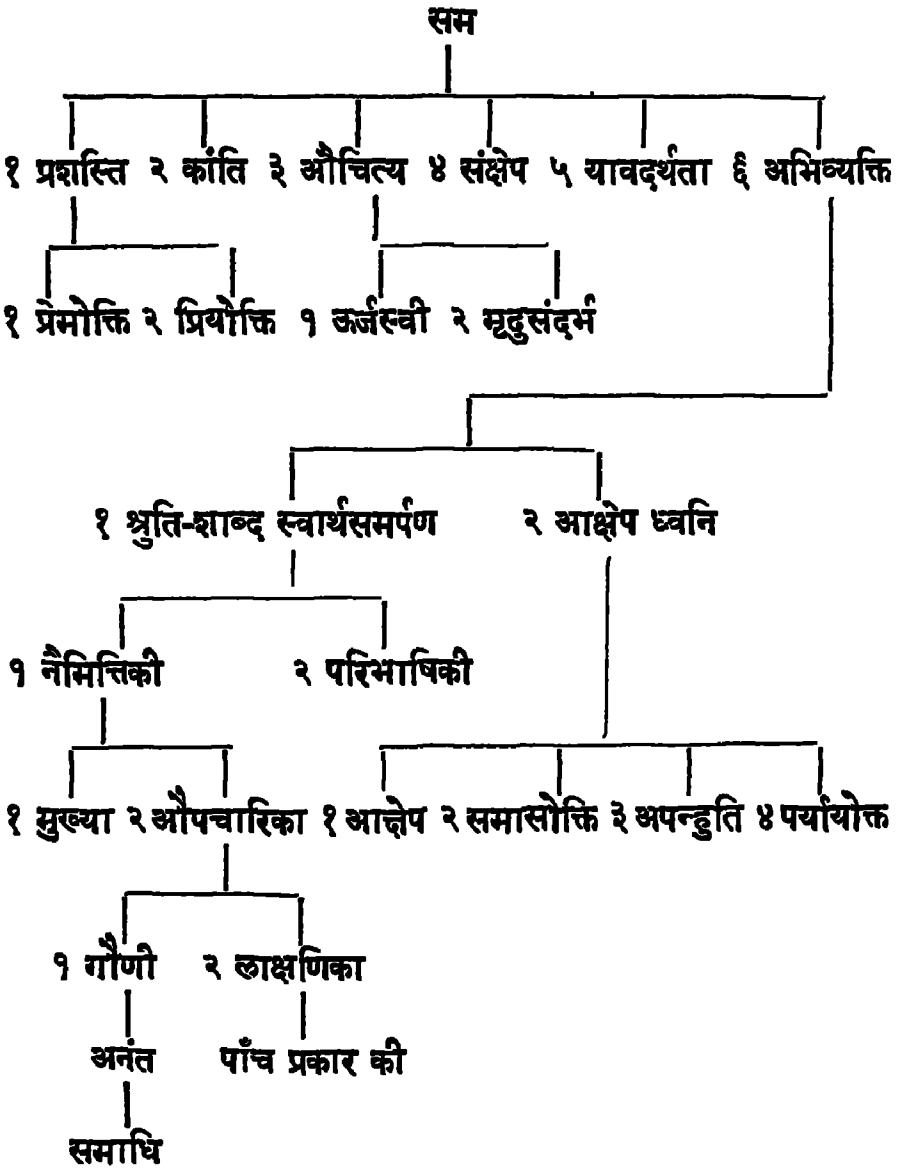 सम
१ प्रशस्ति २ कांति ३ औचित्य ४ संक्षेप ५ यावदर्थता ६ अभिव्यक्ति
१ प्रेमोक्ति २ प्रियोक्ति १ ऊर्जस्वी २ मृदुसंदर्भ
१ श्रुति-शाब्द स्वार्थसमर्पण २ आक्षेप ध्वनि
१ नैमित्तिकी २ परिभाषिकी
१ मुख्या २ औपचारिका १ आक्षेप २ समासोक्ति ३ अपन्हुति ४ पर्यायोक्त
१ गौणी २ लाक्षणिका
अनंत पाँच प्रकार की
समाधि